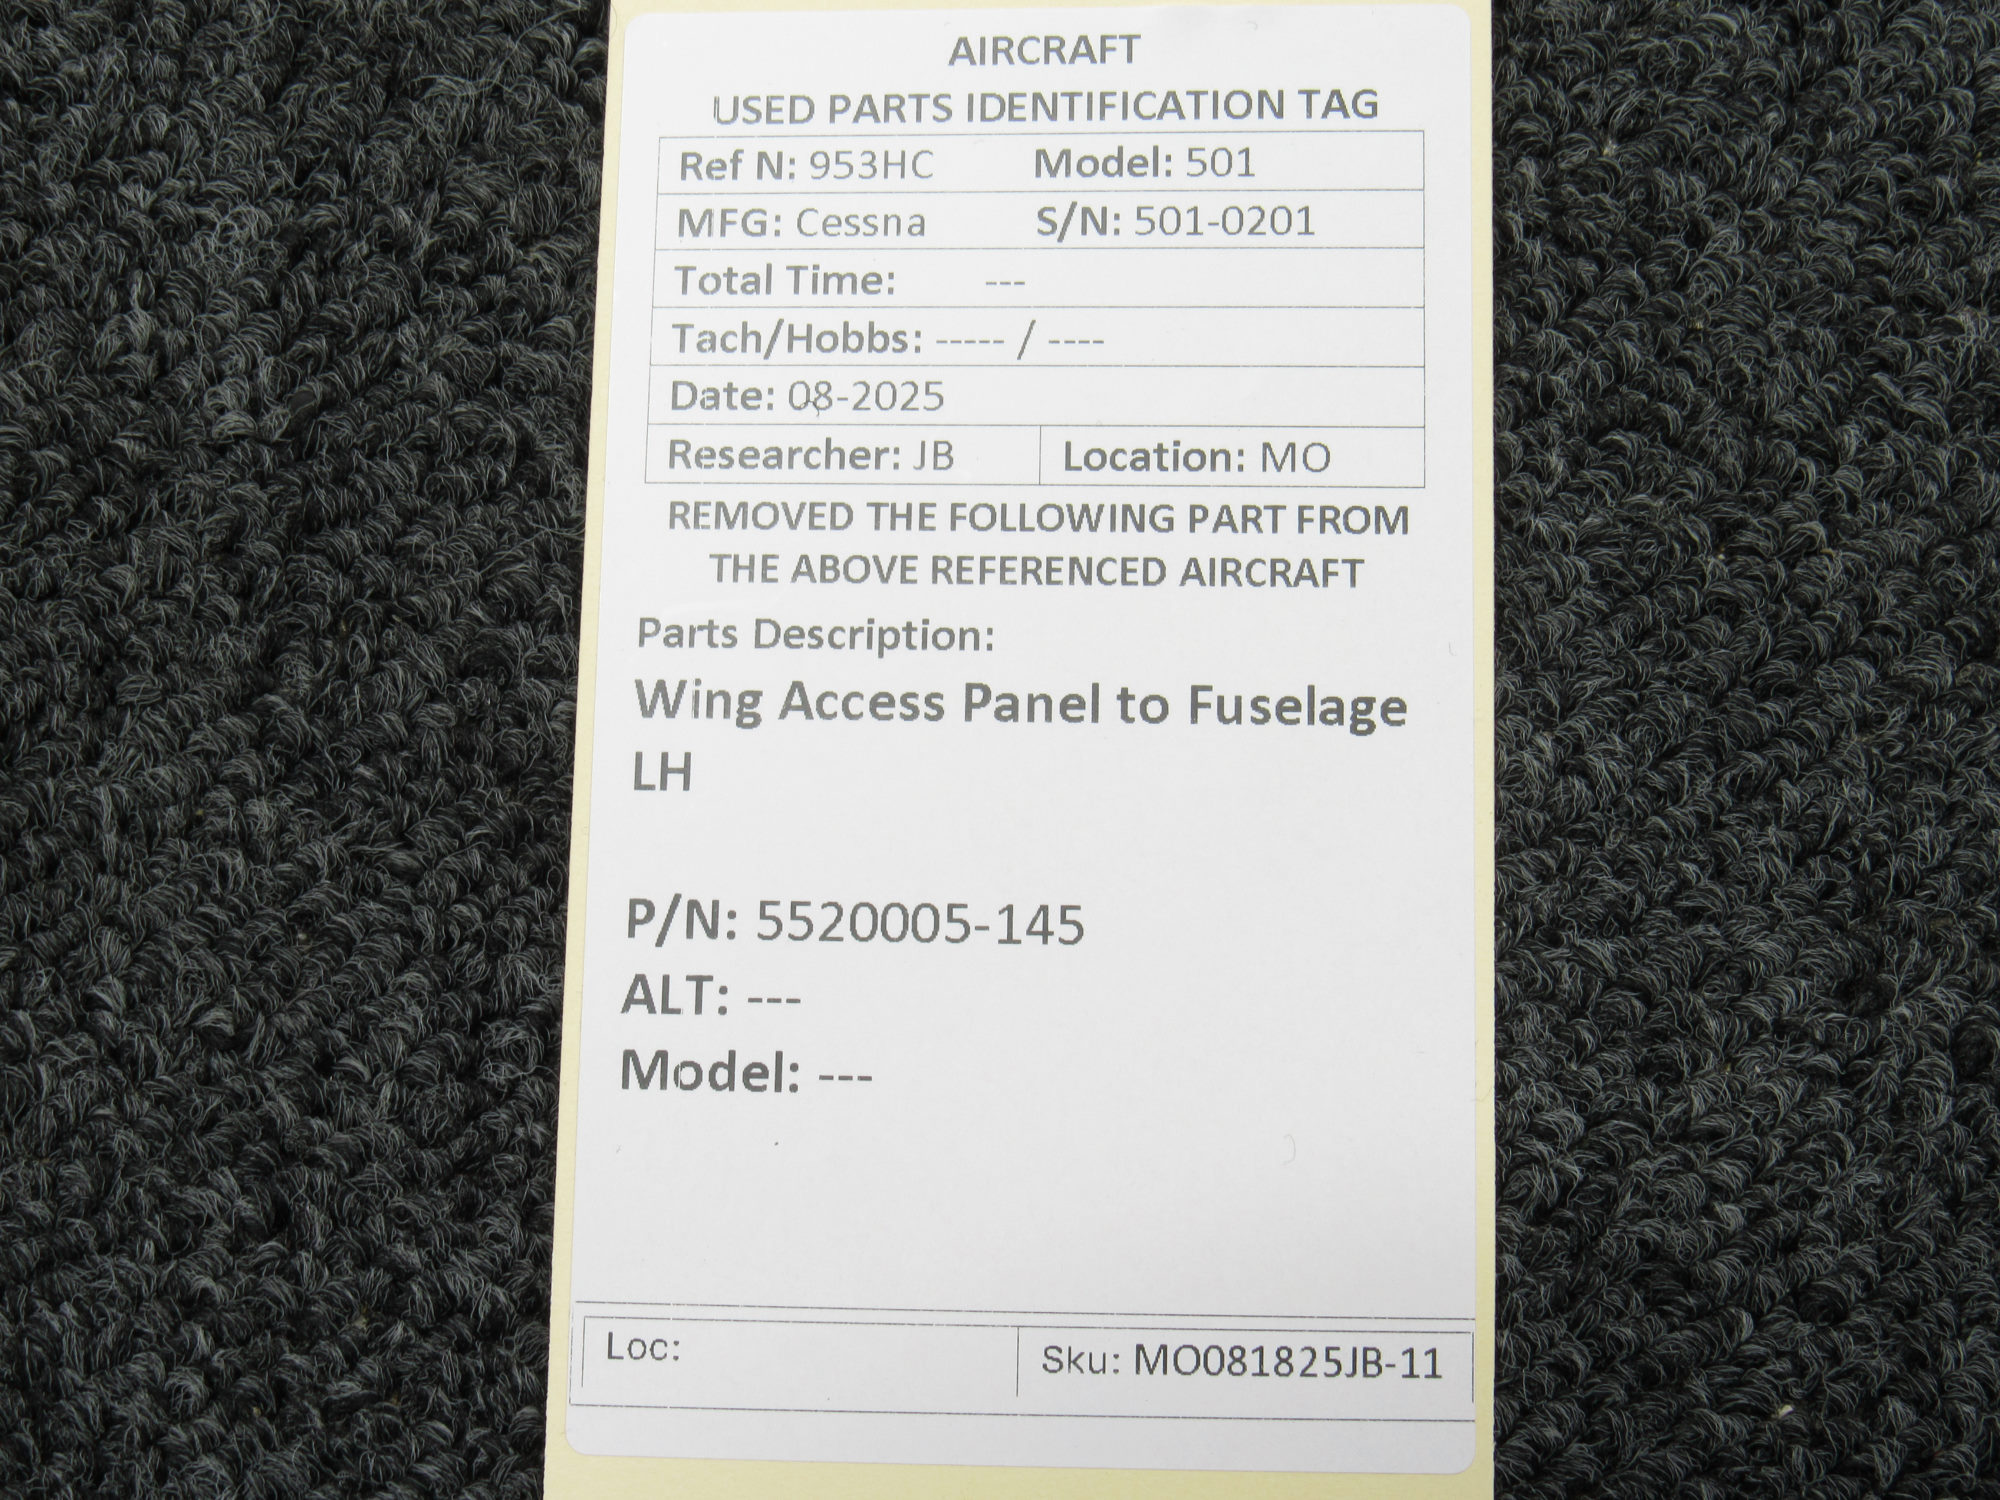 AIRCRAFT
USED PARTS IDENTIFICATION TAG
Ref N: 953HC Model: 501
MFG: Cessna S/N: 501-0201
Total Time: ---
Tach/Hobbs: ----- / ----
Date: 08-2025
Researcher: JB Location: MO
REMOVED THE FOLLOWING PART FROM
THE ABOVE REFERENCED AIRCRAFT
Parts Description:
Wing Access Panel to Fuselage
LH
P/N: 5520005-145
ALT: ---
Model: ---
Loc: Sku: MO081825JB-11